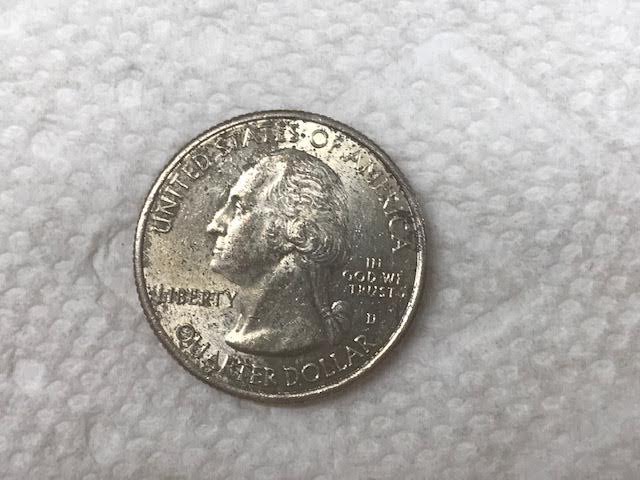 UNITED STATES OF AMERICA
LIBERTY
IN
GOD WE
TRUST
D
QUARTER DOLLAR